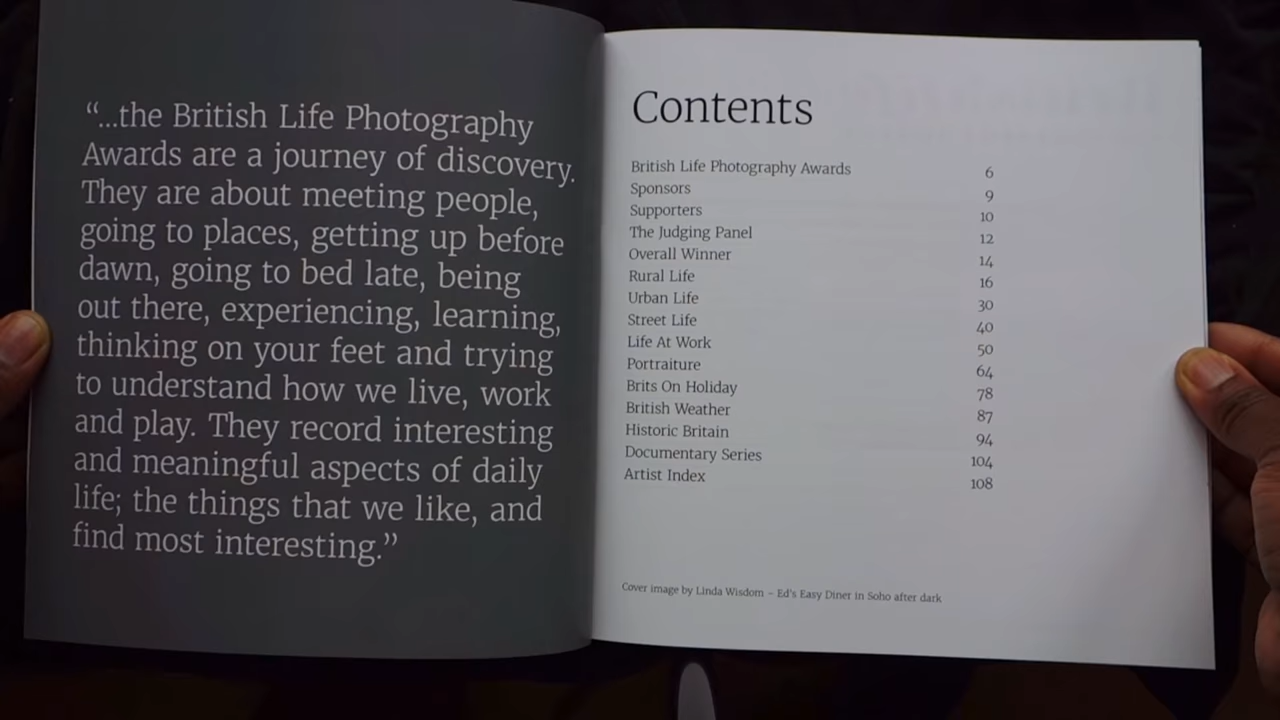 “...the British Life Photography
Awards are a journey of discovery.
They are about meeting people,
going to places, getting up before
dawn, going to bed late, being
out there, experiencing, learning,
thinking on your feet and trying
to understand how we live, work
and play. They record interesting
and meaningful aspects of daily
life; the things that we like, and
find most interesting.”
Contents
British Life Photography Awards 6
Sponsors 9
Supporters 10
The Judging Panel 12
Overall Winner 14
Rural Life 16
Urban Life 30
Street Life 40
Life At Work 50
Portraiture 64
Brits On Holiday 78
British Weather 87
Historic Britain 94
Documentary Series 104
Artist Index 108
Cover image by Linda Wisdom – Ed's Easy Diner in Soho after dark